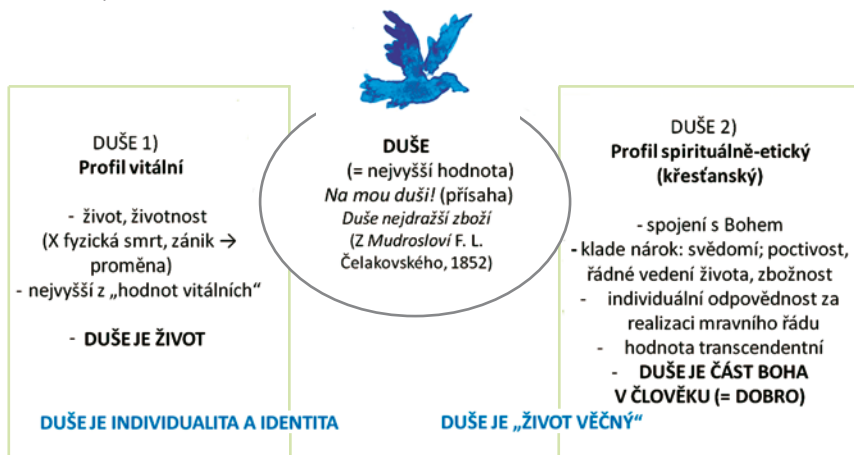 DUŠE 1)
Profil vitální
- život, životnost
(X fyzická smrt, zánik →
proměna)
- nejvyšší z „hodnot vitálních“
- DUŠE JE ŽIVOT
DUŠE
(= nejvyšší hodnota)
Na mou duši! (přísaha)
Duše nejdražší zboží
(Z Mudrosloví F. L.
Čelakovského, 1852)
DUŠE 2)
Profil spirituálně-etický
(křesťanský)
- spojení s Bohem
- klade nárok: svědomí; poctivost,
řádné vedení života, zbožnost
- individuální odpovědnost za
realizaci mravního řádu
- hodnota transcendentní
- DUŠE JE ČÁST BOHA
V ČLOVĚKU (= DOBRO)
DUŠE JE INDIVIDUALITA A IDENTITA
DUŠE JE „ŽIVOT VĚČNÝ“